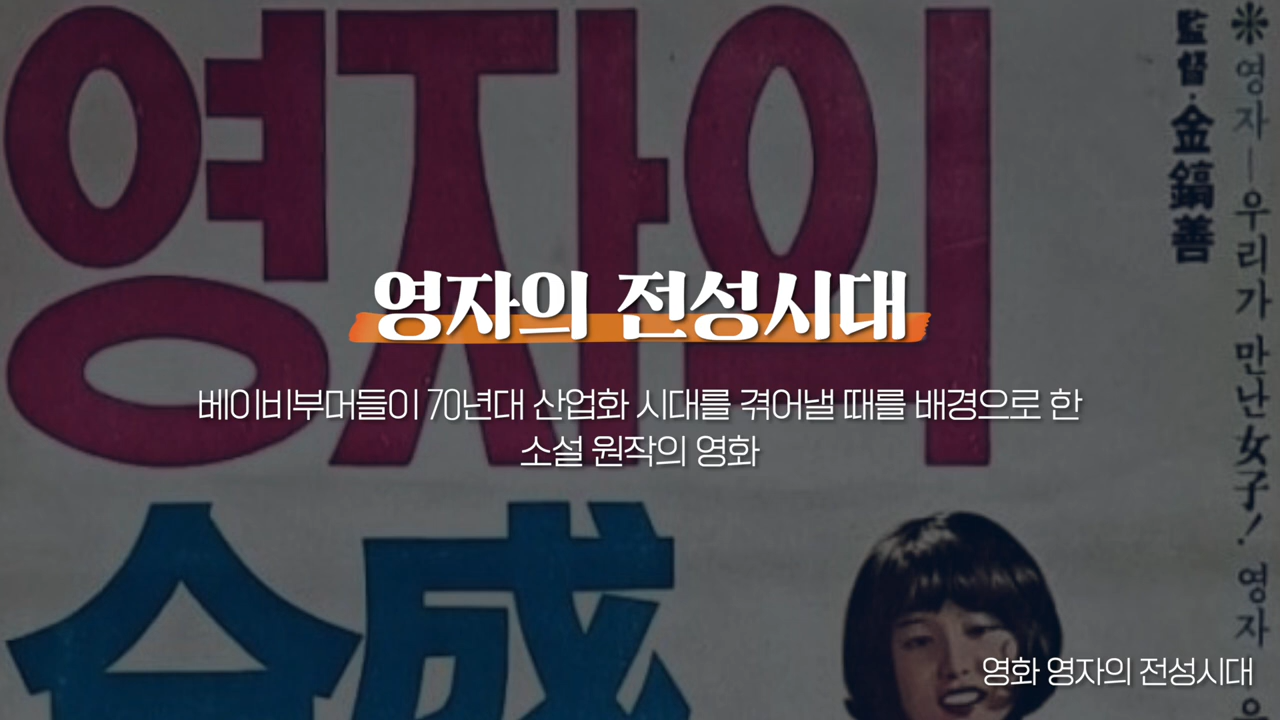 영자의
全成
監督·金鎬善
※영자—우리가 만난 女子! 영자
영자의 전성시대
베이비부머들이 70년대 산업화 시대를 겪어낼 때를 배경으로 한
소설 원작의 영화
영화 영자의 전성시대